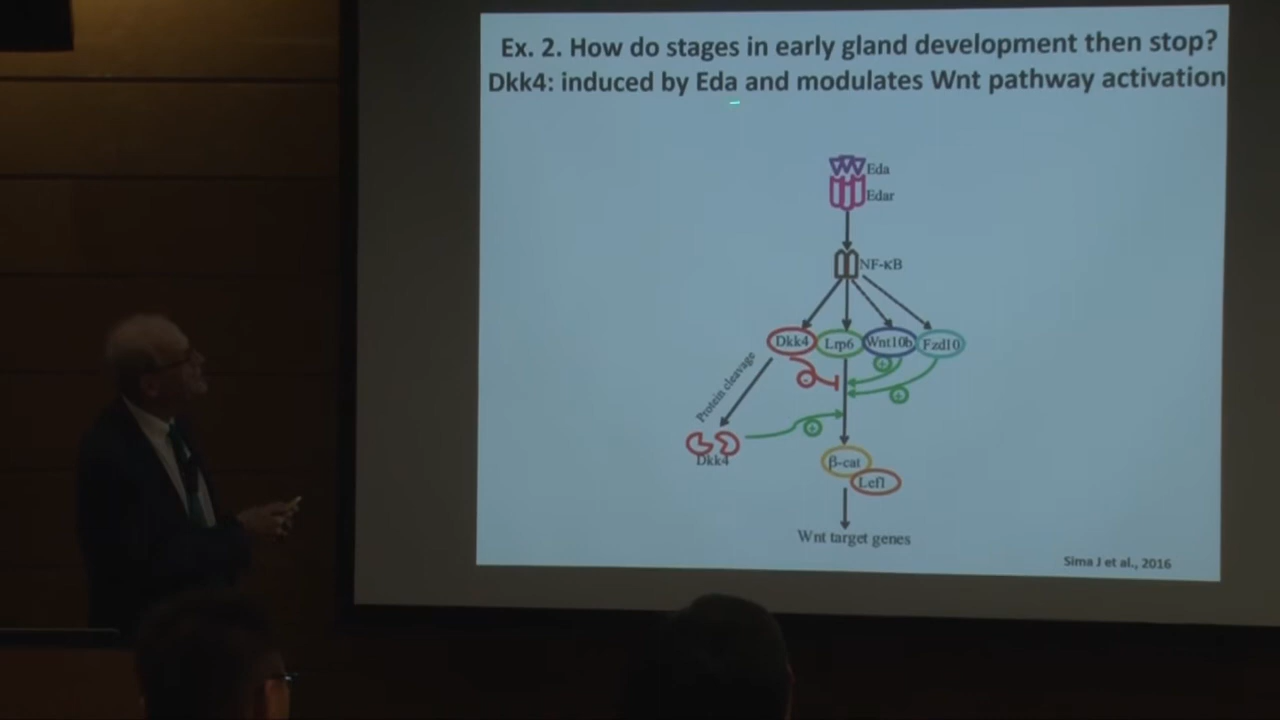 Ex. 2. How do stages in early gland development then stop?
Dkk4: induced by Eda and modulates Wnt pathway activation
Eda
Edar
NF-κB
Dkk4
Lrp6
Wnt10b
Fzd10
+
Protein cleavage
-
+
+
Dkk4
β-cat
Lef1
Wnt target genes
Sima J et al., 2016